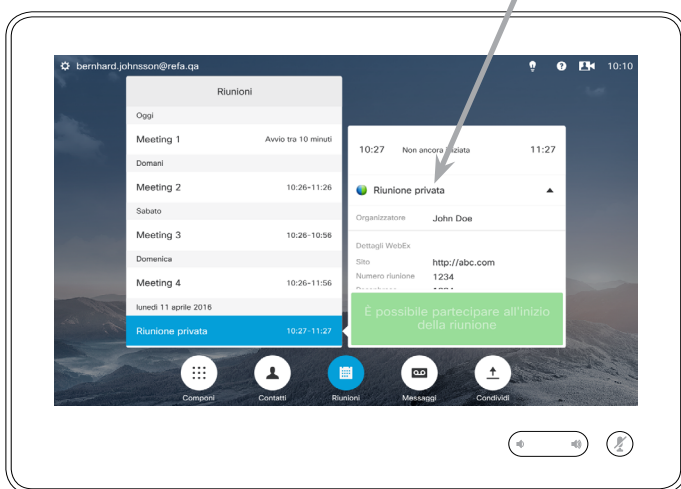 bernhard.johnsson@refa.qa
10:10
Riunioni
Oggi
Meeting 1 Avvio tra 10 minuti
Domani
Meeting 2 10:26-11:26
Sabato
Meeting 3 10:26-10:56
Domenica
Meeting 4 10:26-11:56
lunedì 11 aprile 2016
Riunione privata 10:27-11:27
10:27 Non ancora iniziata 11:27
Riunione privata
Organizzatore John Doe
Dettagli WebEx
Sito http://abc.com
Numero riunione 1234
È possibile partecipare all'inizio
della riunione
Componi Contatti Riunioni Messaggi Condividi